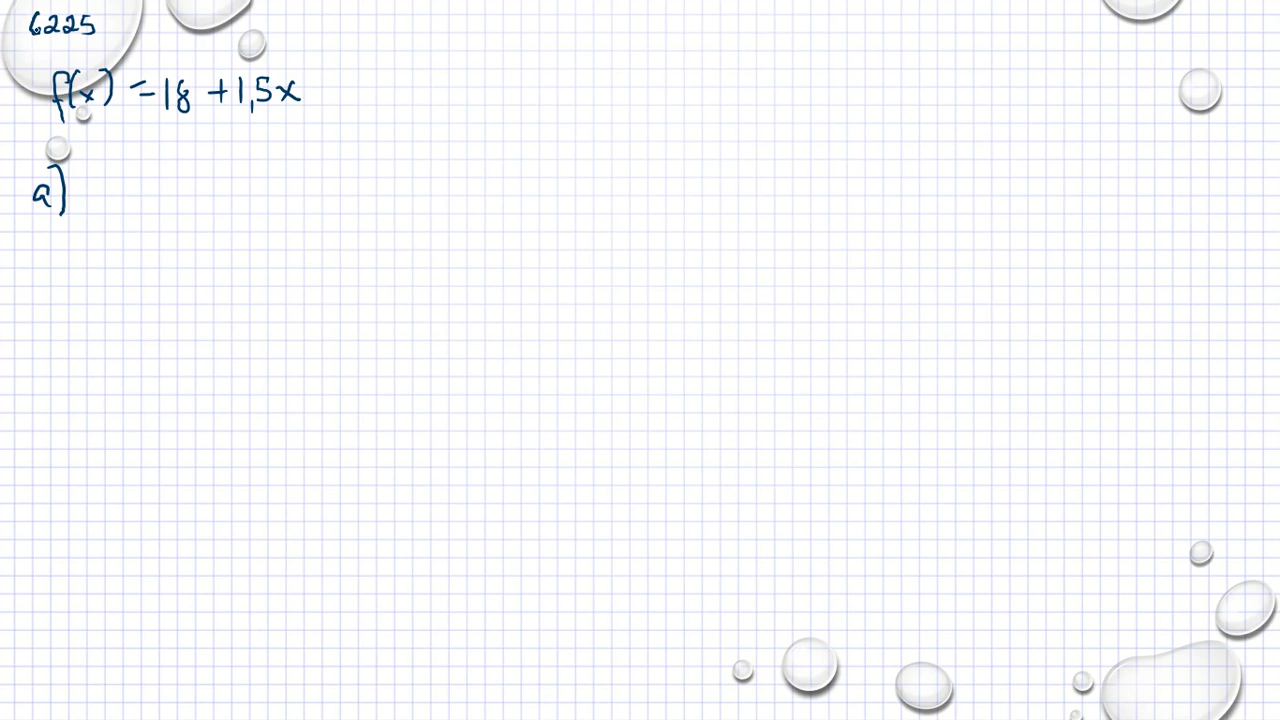 6225
f(x) = 18 + 1,5x
a)